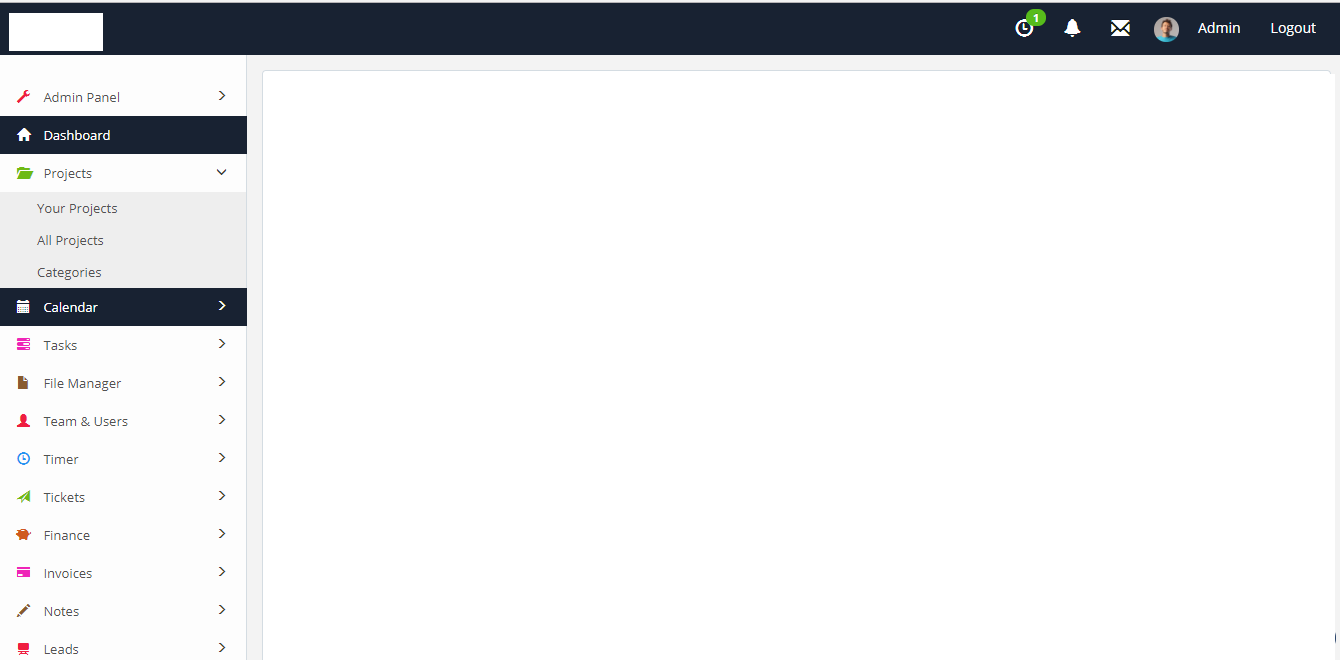 1
Admin
Logout
Admin Panel
Dashboard
Projects
Your Projects
All Projects
Categories
Calendar
Tasks
File Manager
Team & Users
Timer
Tickets
Finance
Invoices
Notes
Leads